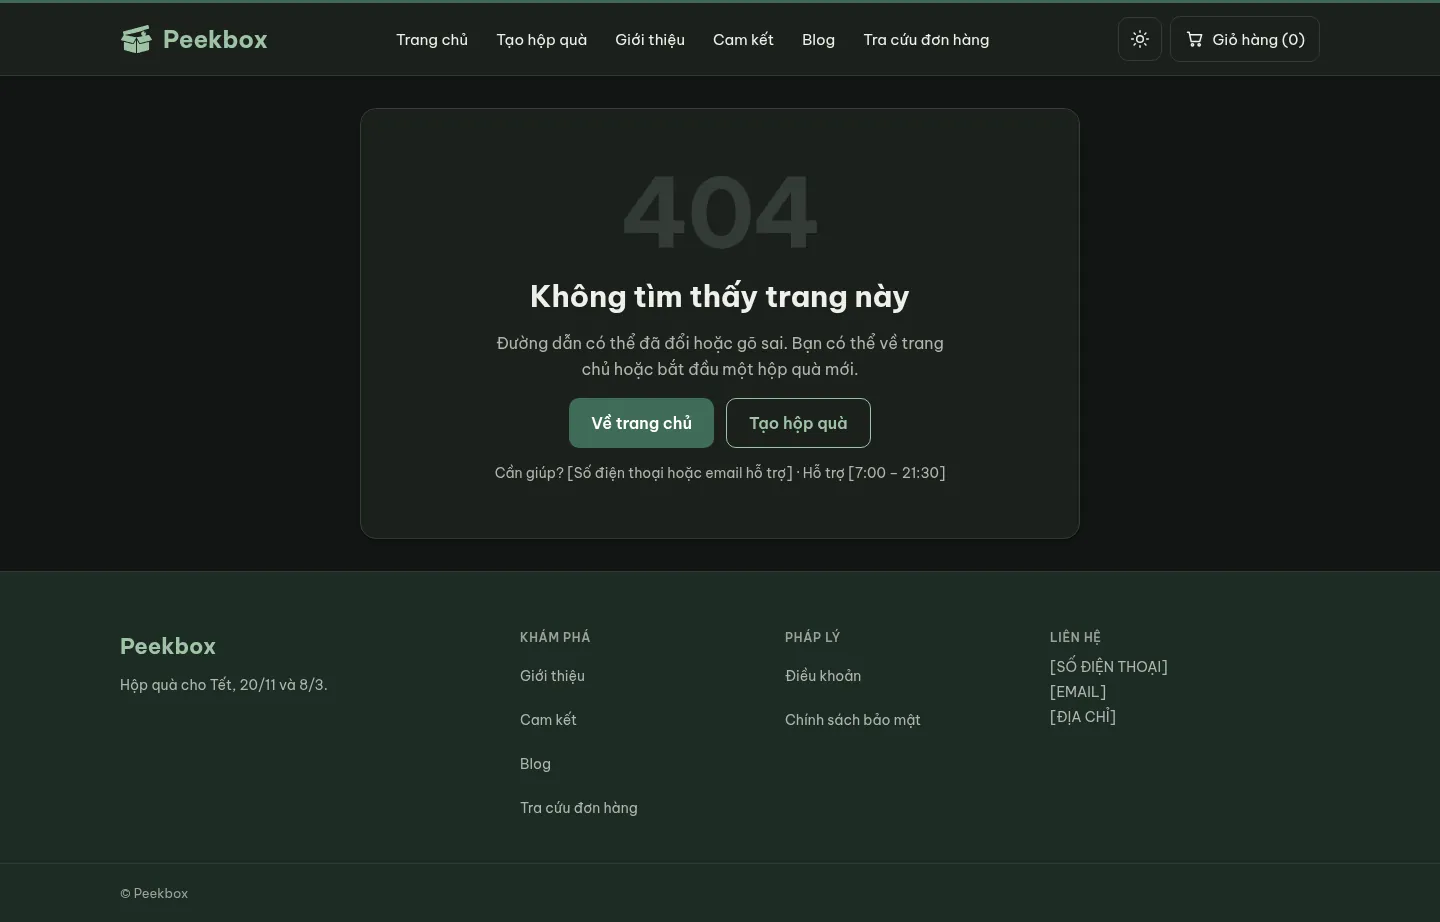 Peekbox
Trang chủ
Tạo hộp quà
Giới thiệu
Cam kết
Blog
Tra cứu đơn hàng
Giỏ hàng (0)
404
Không tìm thấy trang này
Đường dẫn có thể đã đổi hoặc gõ sai. Bạn có thể về trang
chủ hoặc bắt đầu một hộp quà mới.
Về trang chủ
Tạo hộp quà
Cần giúp? [Số điện thoại hoặc email hỗ trợ] · Hỗ trợ [7:00 – 21:30]
Peekbox
Hộp quà cho Tết, 20/11 và 8/3.
KHÁM PHÁ
Giới thiệu
Cam kết
Blog
Tra cứu đơn hàng
PHÁP LÝ
Điều khoản
Chính sách bảo mật
LIÊN HỆ
[SỐ ĐIỆN THOẠI]
[EMAIL]
[ĐỊA CHỈ]
© Peekbox